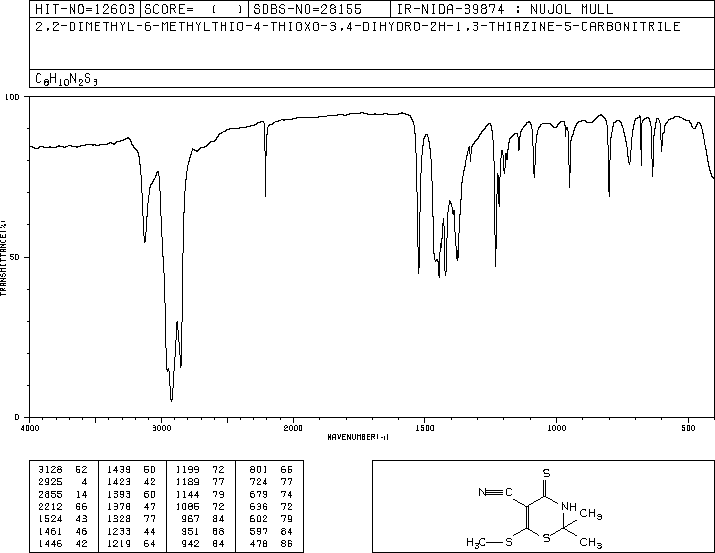 HIT-NO=12603 SCORE= ( ) SDBS-NO=28155 IR-NIDA-39874 : NUJOL MULL
2,2-DIMETHYL-6-METHYLTHIO-4-THIOXO-3,4-DIHYDRO-2H-1,3-THIAZINE-5-CARBONITRILE
C8H10N2S3
100
TRANSMITTANCE(%)
50
0
4000 3000 2000 1500 1000 500
WAVENUMBER(-1)
3128 52 1439 50 1199 72 801 66
2925 4 1423 42 1189 77 724 77
2855 14 1393 60 1144 79 679 74
2212 66 1378 47 1085 72 636 72
1524 43 1328 77 967 84 602 79
1461 46 1233 44 951 68 597 84
1446 42 1219 64 942 84 478 86
S
N C NH
CH3
H3C S S CH3